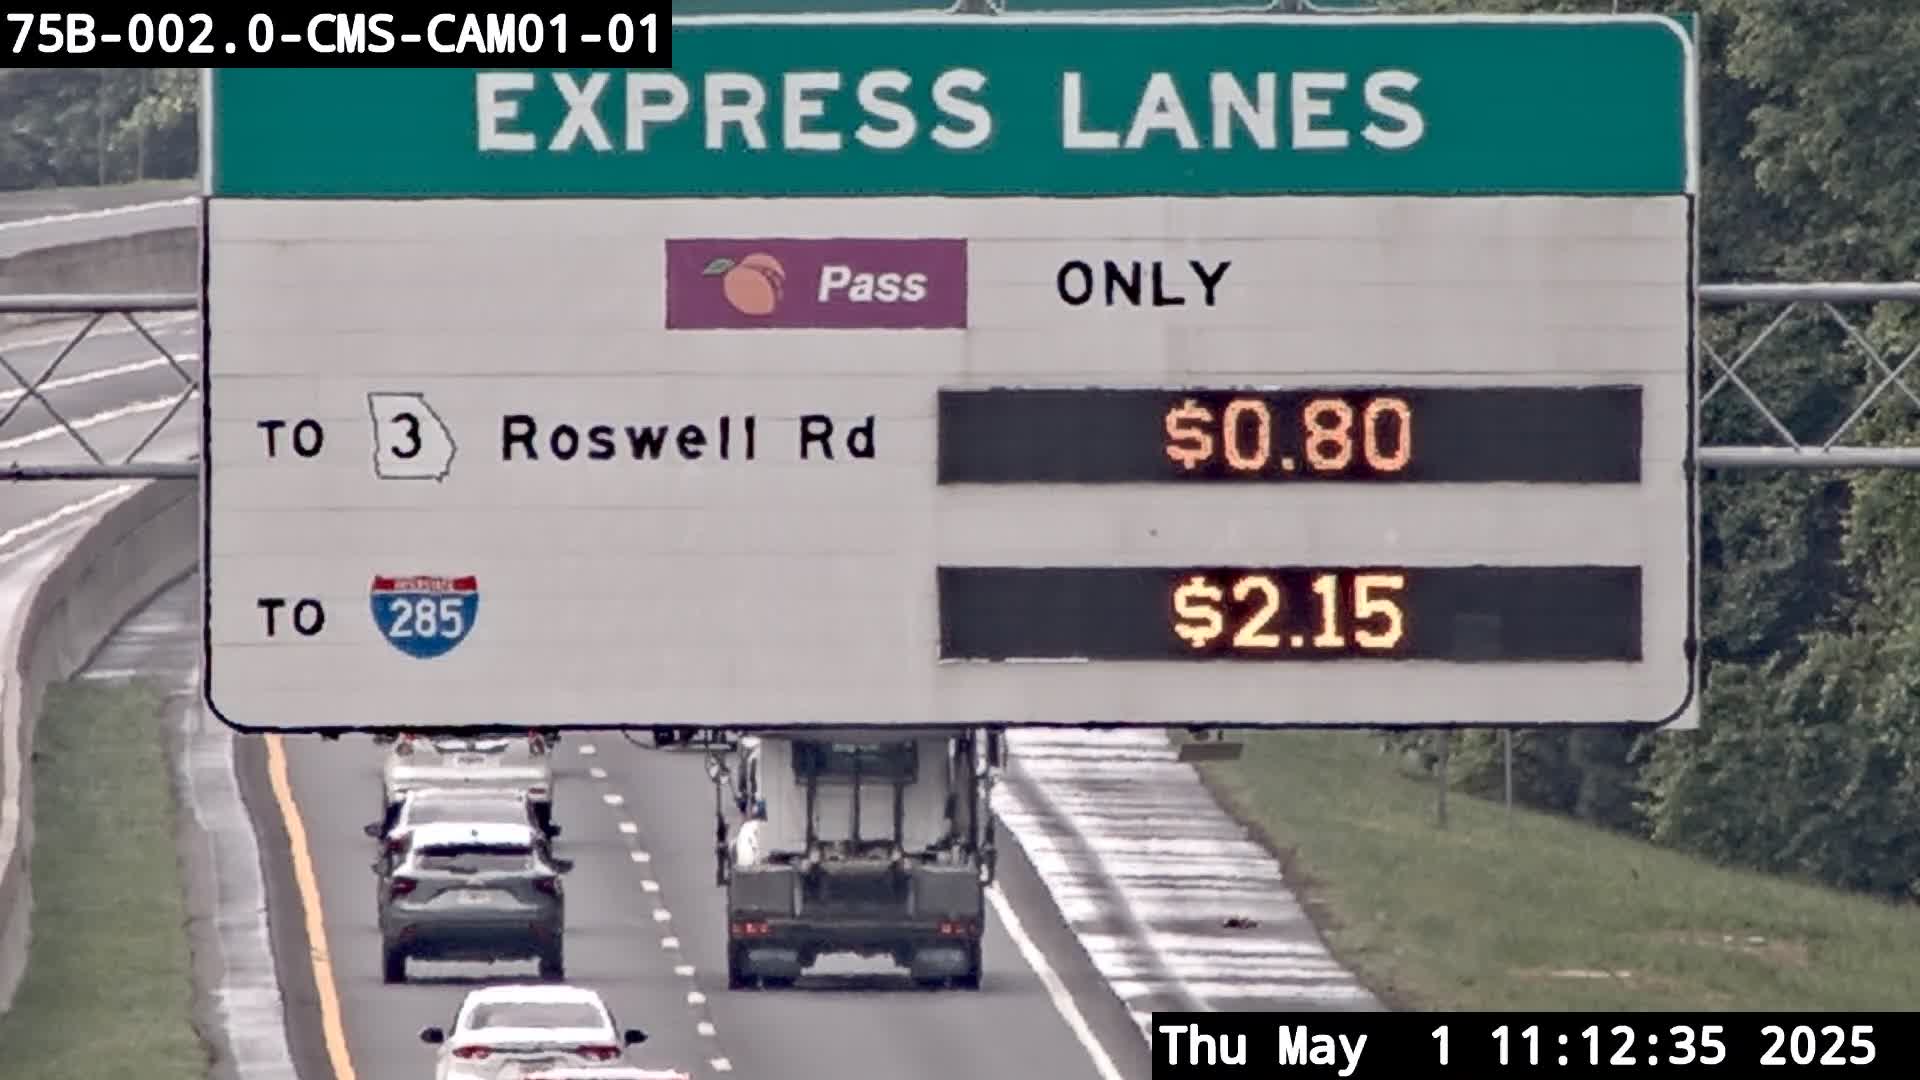 75B-002.0-CMS-CAM01-01
EXPRESS LANES
Pass ONLY
TO 3 Roswell Rd $0.80
INTERSTATE
TO 285 $2.15
Thu May 1 11:12:35 2025